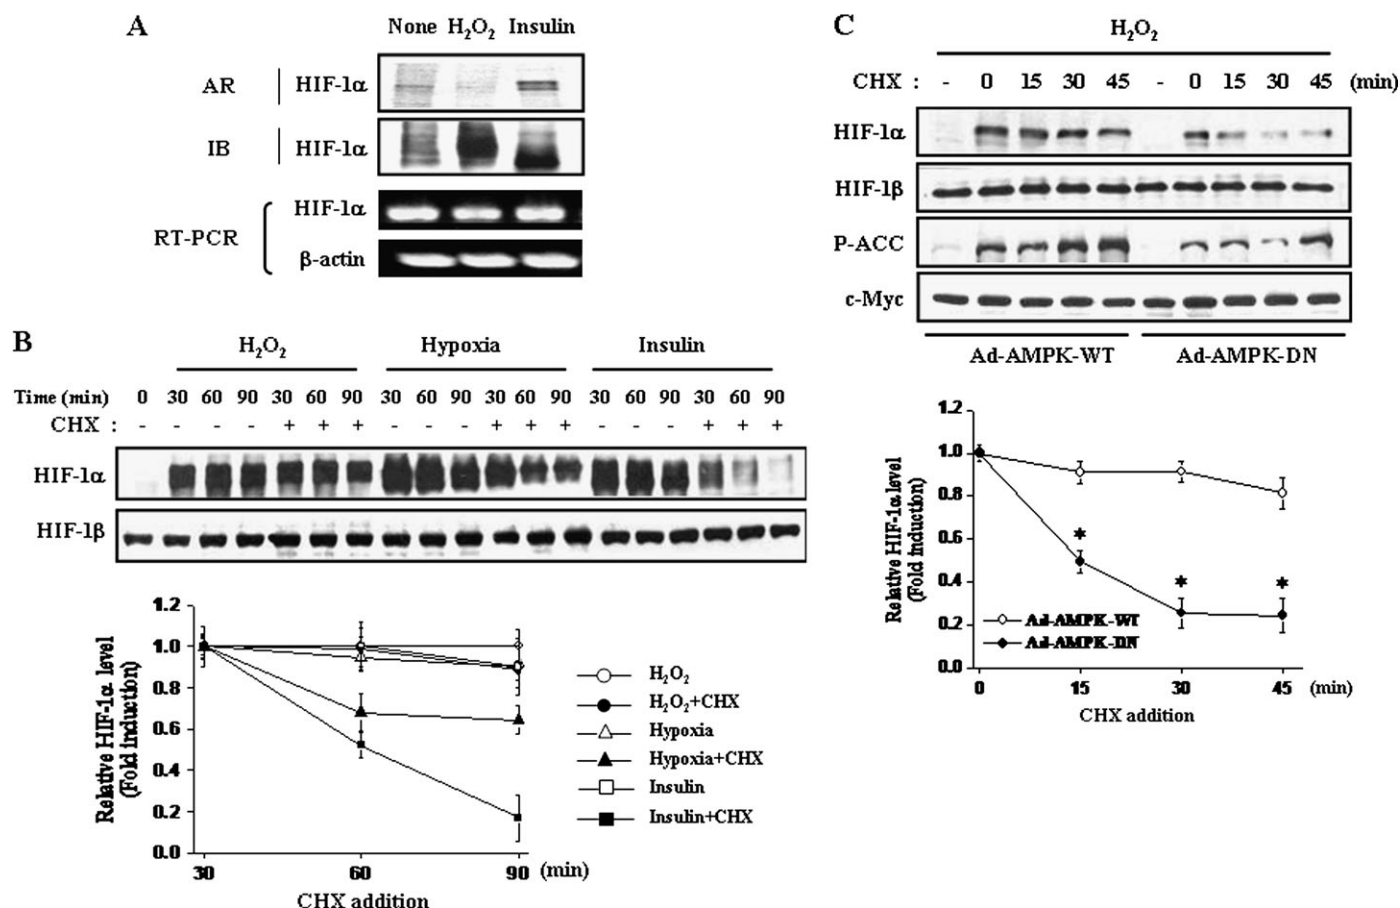 A
None H₂O₂ Insulin
AR HIF-1α
IB HIF-1α
RT-PCR HIF-1α
β-actin
B
H₂O₂ Hypoxia Insulin
Time (min) 0 30 60 90 30 60 90 30 60 90 30 60 90 30 60 90 30 60 90
CHX : - - - - + + + - - - + + + - - - + + +
HIF-1α
HIF-1β
Relative HIF-1α level
(Fold induction)
1.2
1.0
0.8
0.6
0.4
0.2
0.0
30 60 90 (min)
CHX addition
H₂O₂
H₂O₂+CHX
Hypoxia
Hypoxia+CHX
Insulin
Insulin+CHX
C
H₂O₂
CHX : - 0 15 30 45 - 0 15 30 45 (min)
HIF-1α
HIF-1β
P-ACC
c-Myc
Ad-AMPK-WT Ad-AMPK-DN
Relative HIF-1α level
(Fold induction)
1.2
1.0
0.8
0.6
0.4
0.2
0.0
* * *
Ad-AMPK-WT
Ad-AMPK-DN
0 15 30 45 (min)
CHX addition